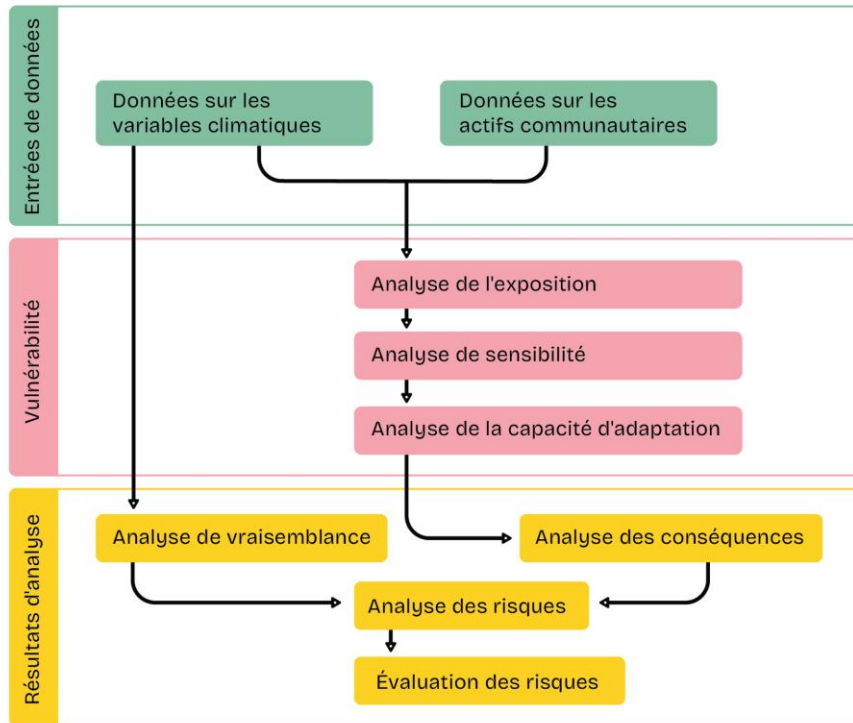 Entrées de données
Données sur les
variables climatiques
Données sur les
actifs communautaires
Vulnérabilité
Analyse de l'exposition
Analyse de sensibilité
Analyse de la capacité d'adaptation
Résultats d'analyse
Analyse de vraisemblance
Analyse des conséquences
Analyse des risques
Évaluation des risques